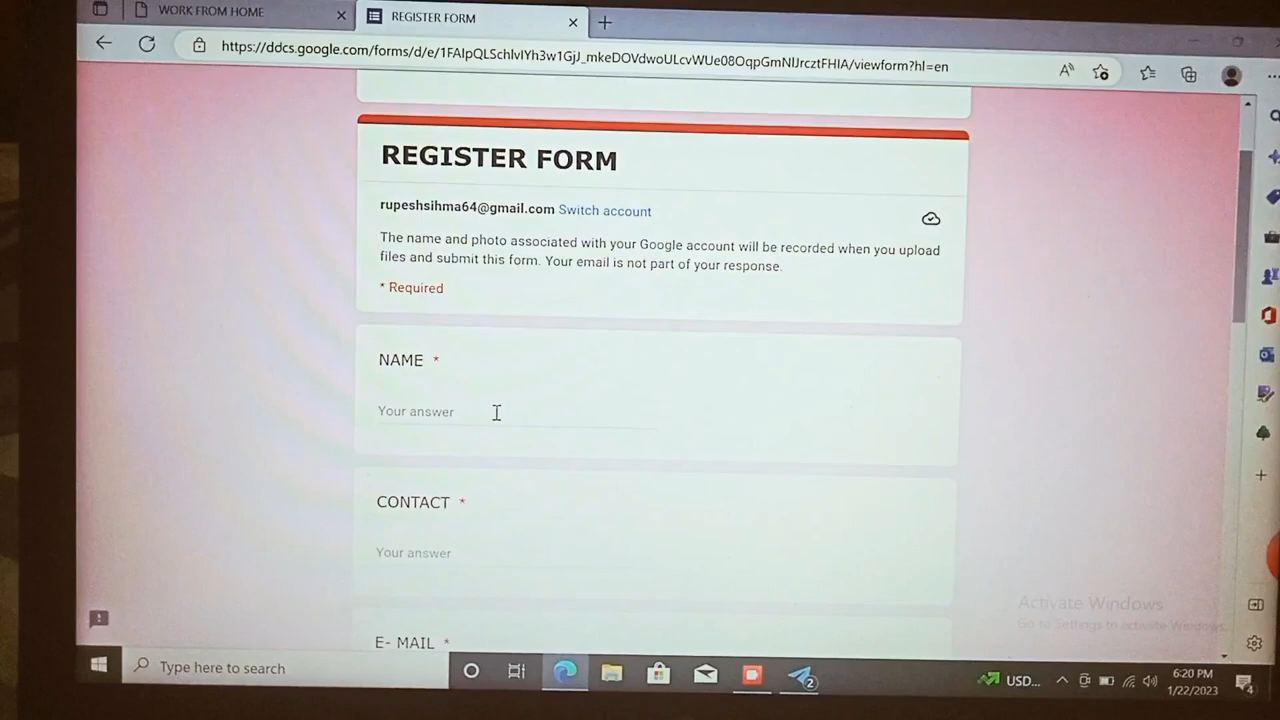 WORK FROM HOME
REGISTER FORM
https://docs.google.com/forms/d/e/1FAIpQLSchlvIYh3w1GjJ_mkeDOVdwoULcvWUe08OqpGmNIJrcztFHIA/viewform?hl=en
REGISTER FORM
rupeshsihma64@gmail.com Switch account
The name and photo associated with your Google account will be recorded when you upload
files and submit this form. Your email is not part of your response.
* Required
NAME *
Your answer
CONTACT *
Your answer
E- MAIL *
Activate Windows
Go to Settings to activate Windows.
Type here to search
2
USD...
6:20 PM
1/22/2023
4